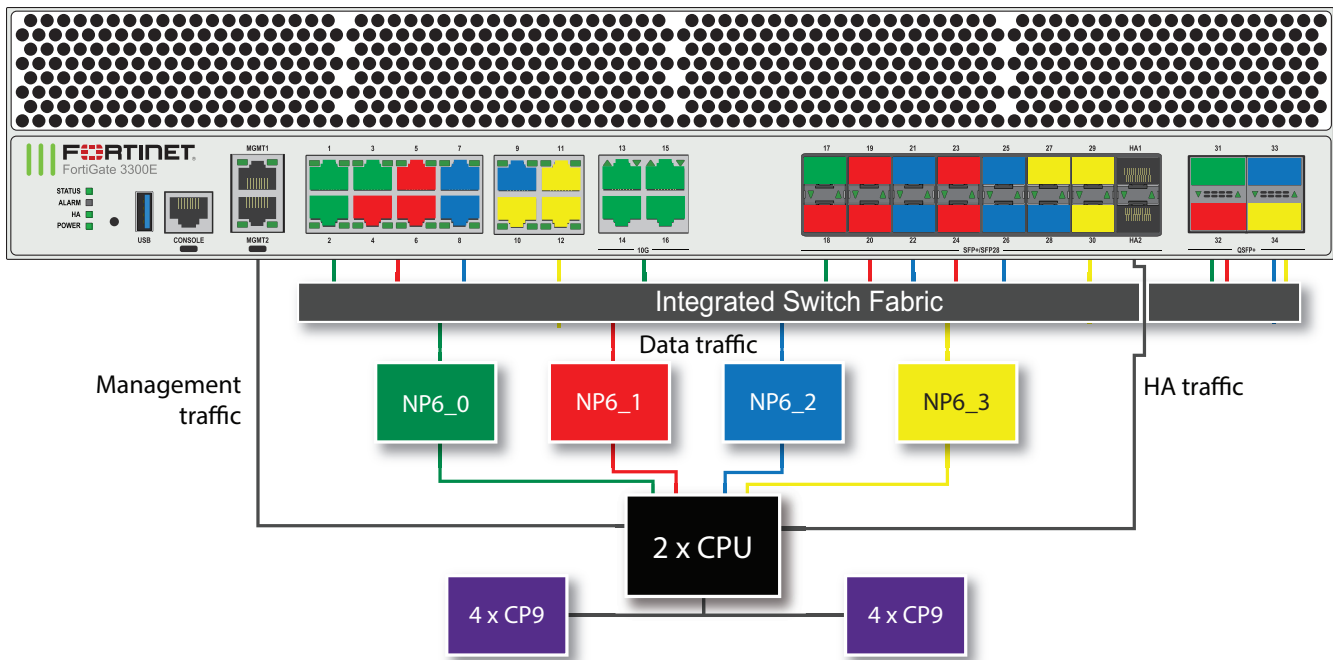 MGMT1
1 3 5 7
9 11
13 15
17 19 21 23 25 27 29 HA1
31 33
FORTINET®
FortiGate 3300E
STATUS
ALARM
HA
POWER
USB
CONSOLE
MGMT2
2 4 6 8
10 12
14 16
10G
18 20 22 24 26 28 30 HA2
SFP+/SFP28
32 34
QSFP+
Integrated Switch Fabric
Data traffic
Management
traffic
HA traffic
NP6_0
NP6_1
NP6_2
NP6_3
2 x CPU
4 x CP9
4 x CP9